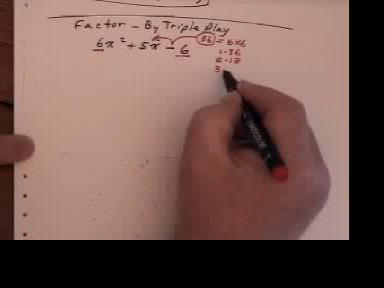 Factor - By Triple Play
6x² + 5x - 6
36 = 6×6
1·36
2·18
3